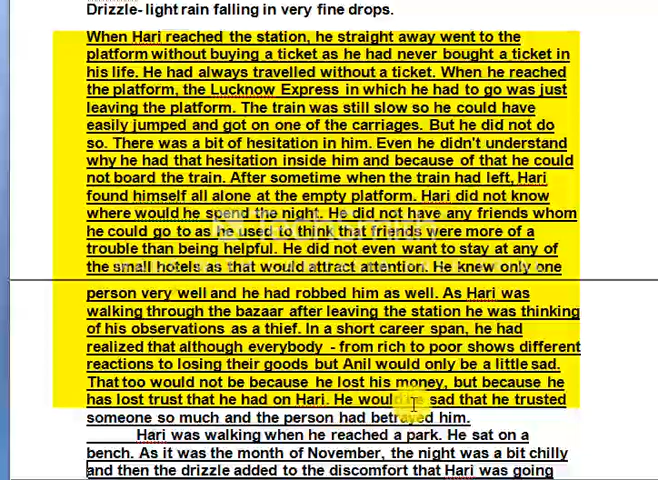 Drizzle- light rain falling in very fine drops.
When Hari reached the station, he straight away went to the
platform without buying a ticket as he had never bought a ticket in
his life. He had always travelled without a ticket. When he reached
the platform, the Lucknow Express in which he had to go was just
leaving the platform. The train was still slow so he could have
easily jumped and got on one of the carriages. But he did not do
so. There was a bit of hesitation in him. Even he didn't understand
why he had that hesitation inside him and because of that he could
not board the train. After sometime when the train had left, Hari
found himself all alone at the empty platform. Hari did not know
where would he spend the night. He did not have any friends whom
he could go to as he used to think that friends were more of a
trouble than being helpful. He did not even want to stay at any of
the small hotels as that would attract attention. He knew only one
person very well and he had robbed him as well. As Hari was
walking through the bazaar after leaving the station he was thinking
of his observations as a thief. In a short career span, he had
realized that although everybody - from rich to poor shows different
reactions to losing their goods but Anil would only be a little sad.
That too would not be because he lost his money, but because he
has lost trust that he had on Hari. He would be sad that he trusted
someone so much and the person had betrayed him.
Hari was walking when he reached a park. He sat on a
bench. As it was the month of November, the night was a bit chilly
and then the drizzle added to the discomfort that Hari was going